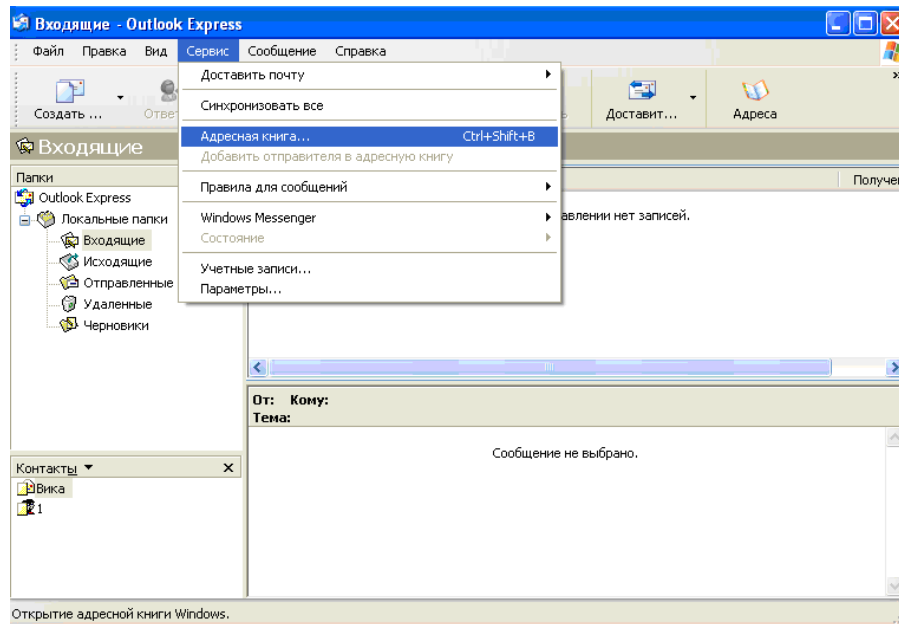 Входящие - Outlook Express
Файл Правка Вид Сервис Сообщение Справка
Создать ... Доставит... Адреса
Входящие
Доставить почту
Синхронизовать все
Адресная книга... Ctrl+Shift+B
Добавить отправителя в адресную книгу
Правила для сообщений
Windows Messenger
Состояние
Учетные записи...
Параметры...
Папки
Outlook Express
Локальные папки
Входящие
Исходящие
Отправленные
Удаленные
Черновики
нет записей.
От: Кому:
Тема:
Сообщение не выбрано.
Контакты
Вика
1
Открытие адресной книги Windows.